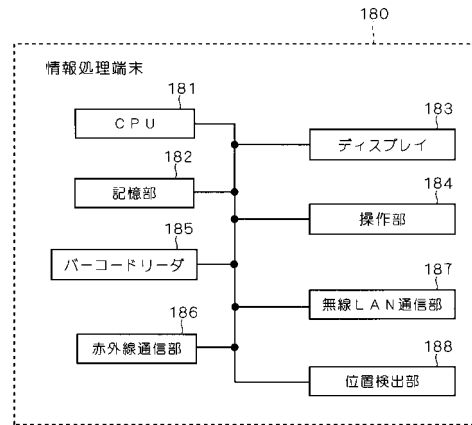 180
情報処理端末
181
CPU
183
ディスプレイ
182
記憶部
184
操作部
185
バーコードリーダ
187
無線LAN通信部
186
赤外線通信部
188
位置検出部